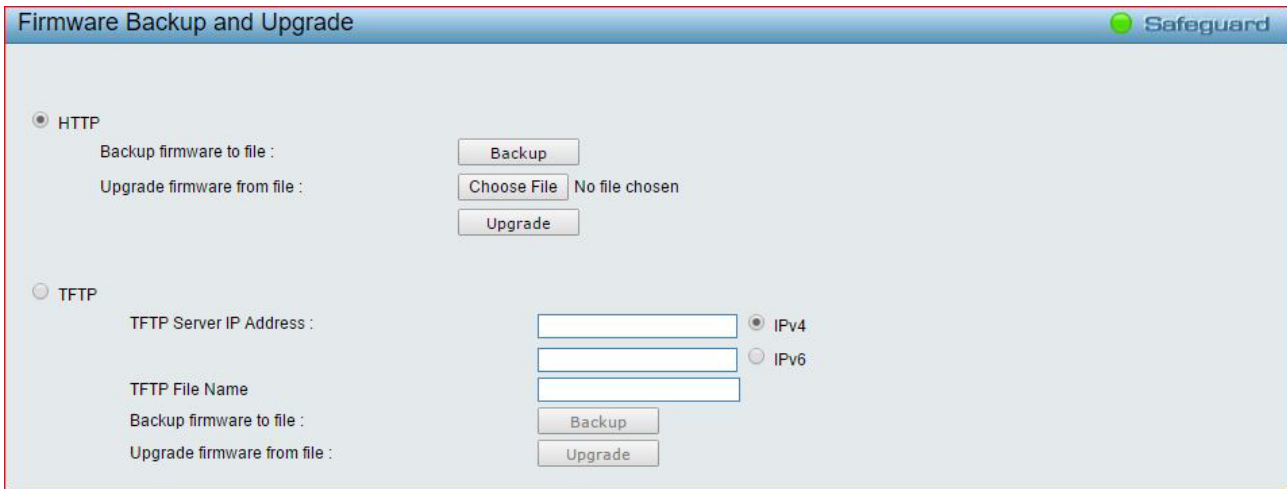 Firmware Backup and Upgrade
Safeguard
HTTP
Backup firmware to file :
Backup
Upgrade firmware from file :
Choose File No file chosen
Upgrade
TFTP
TFTP Server IP Address :
IPv4
IPv6
TFTP File Name
Backup firmware to file :
Backup
Upgrade firmware from file :
Upgrade